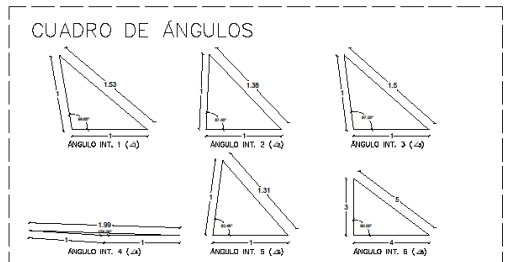 CUADRO DE ÁNGULOS
1.53
1
1
ÁNGULO INT. 1
1.38
1
1
ÁNGULO INT. 2
1.5
1
1
ÁNGULO INT. 3
1.99
1
1
ÁNGULO INT. 4
1.31
1
1
ÁNGULO INT. 5
5
3
4
ÁNGULO INT. 6